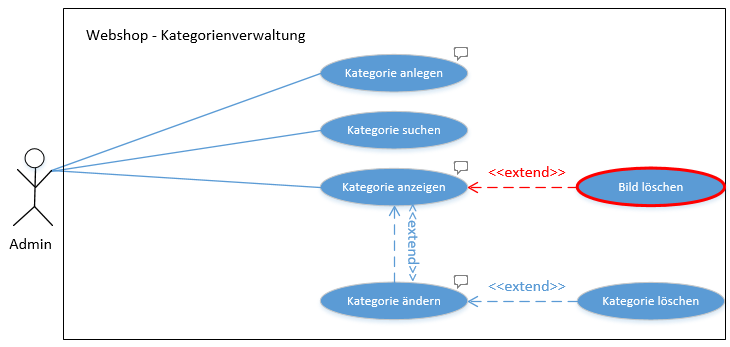 Webshop - Kategorienverwaltung
Kategorie anlegen
Kategorie suchen
Kategorie anzeigen
<<extend>>
Bild löschen
Admin
<<extend>>
Kategorie ändern
<<extend>>
Kategorie löschen